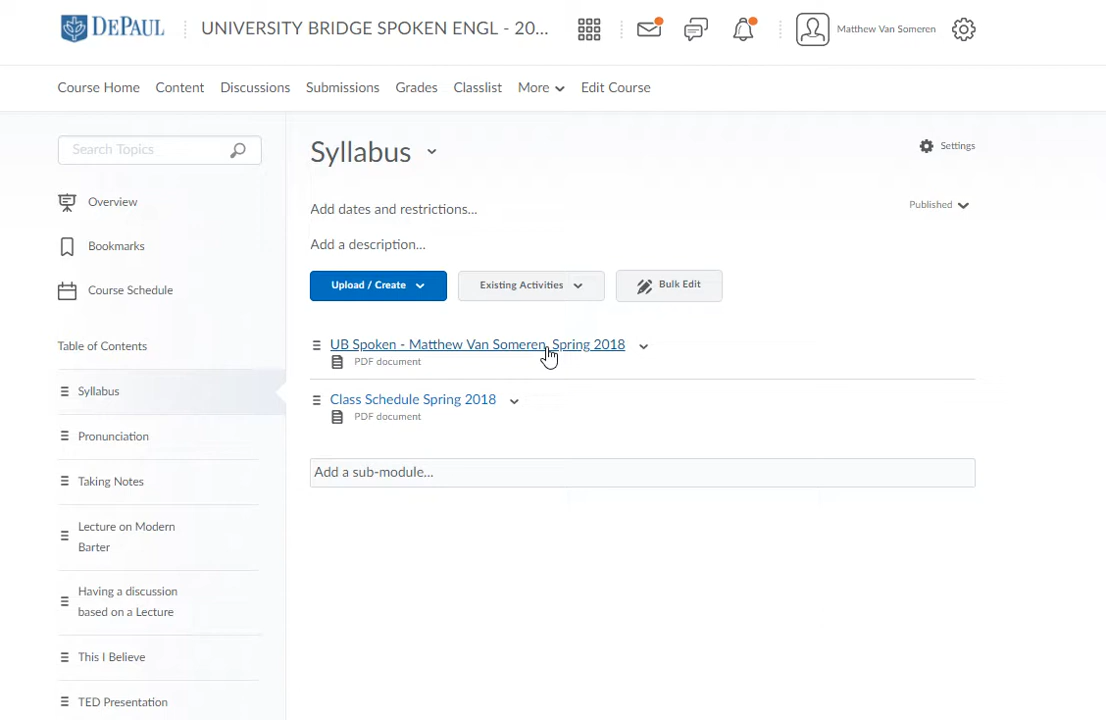 DEPAUL
UNIVERSITY BRIDGE SPOKEN ENGL - 20...
Matthew Van Someren
Course Home Content Discussions Submissions Grades Classlist More Edit Course
Search Topics
Overview
Bookmarks
Course Schedule
Table of Contents
Syllabus
Pronunciation
Taking Notes
Lecture on Modern
Barter
Having a discussion
based on a Lecture
This I Believe
TED Presentation
Syllabus
Settings
Add dates and restrictions...
Published
Add a description...
Upload / Create Existing Activities Bulk Edit
UB Spoken - Matthew Van Someren, Spring 2018
PDF document
Class Schedule Spring 2018
PDF document
Add a sub-module...